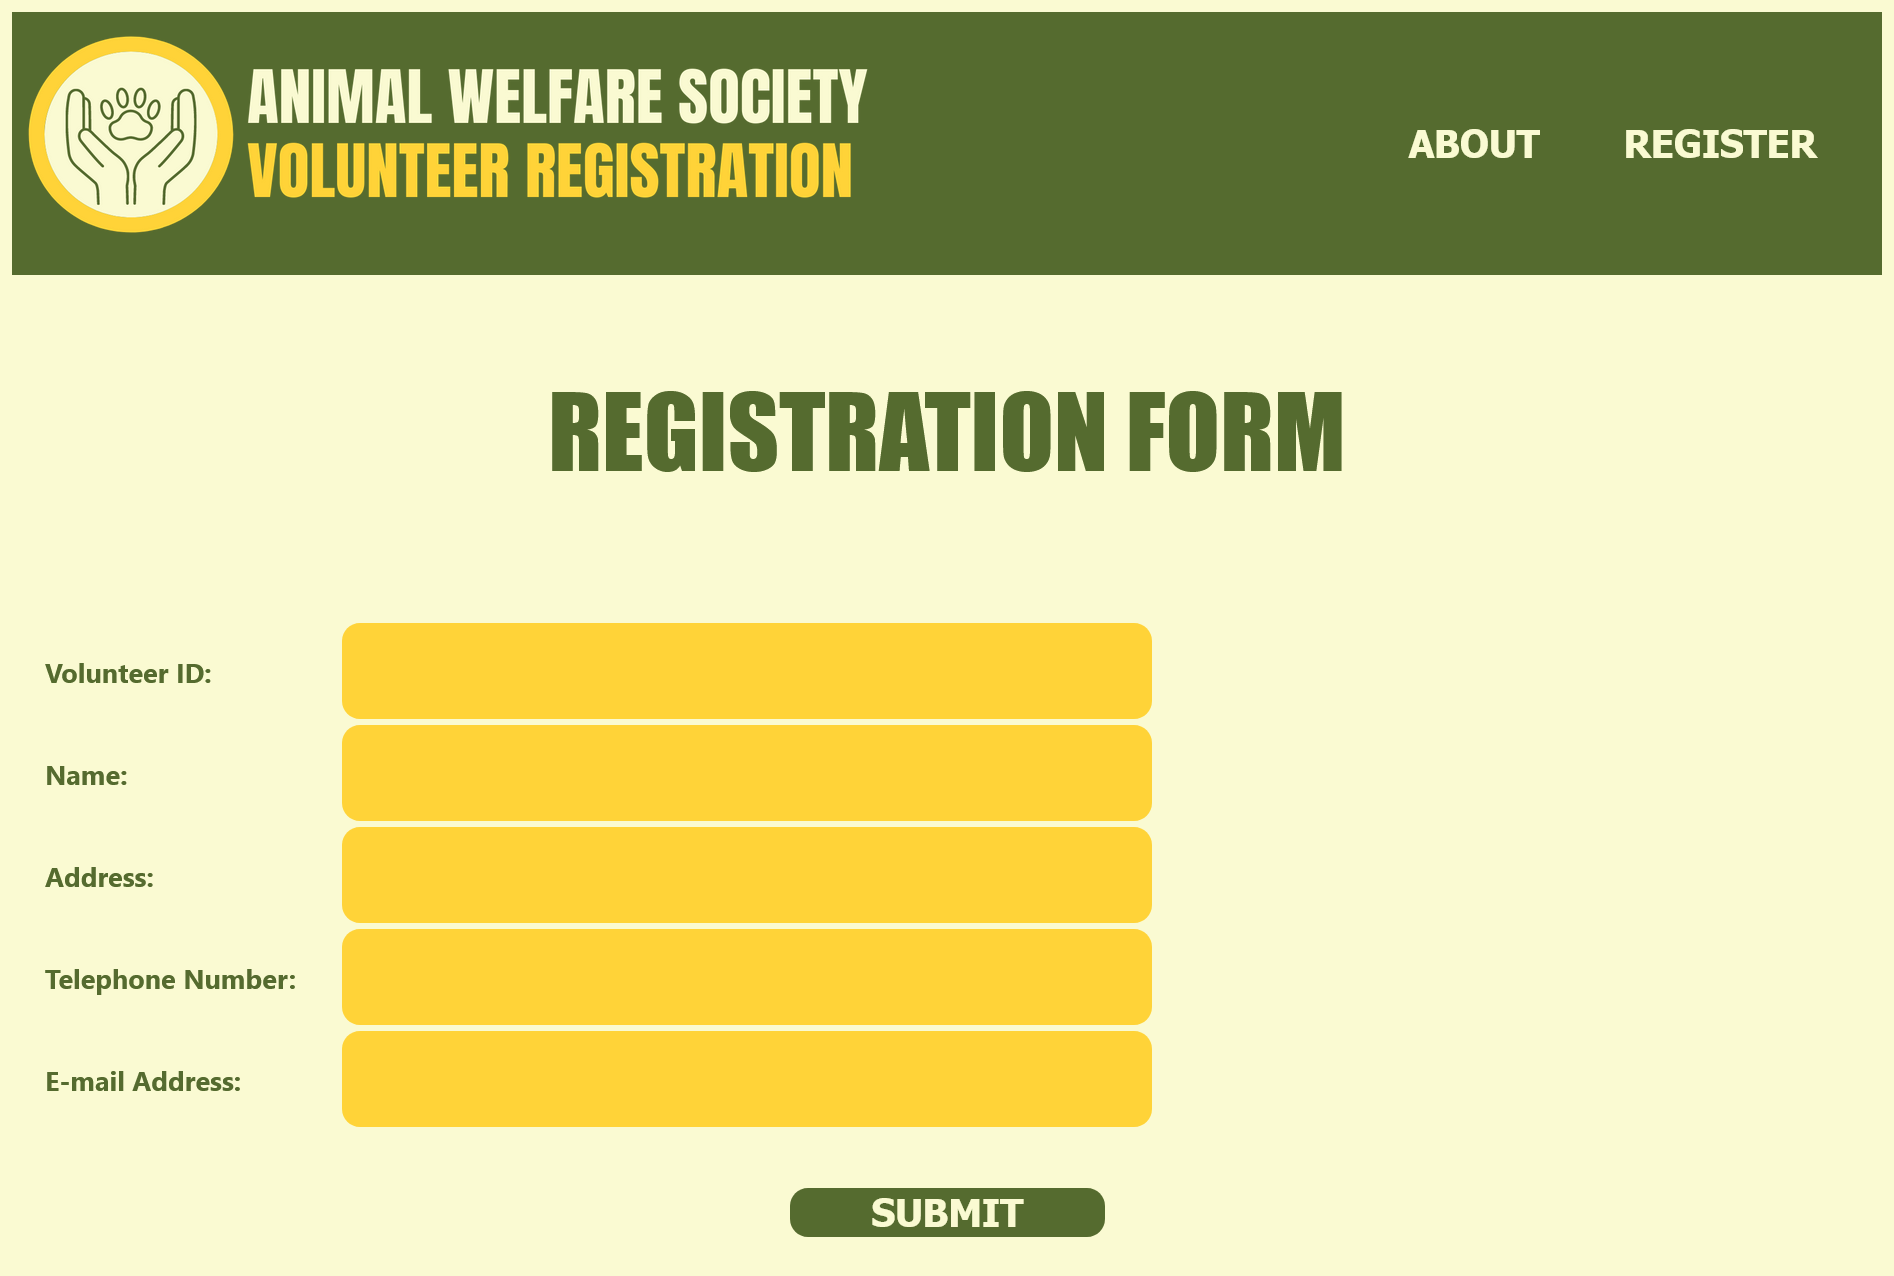 ANIMAL WELFARE SOCIETY
VOLUNTEER REGISTRATION
ABOUT
REGISTER
REGISTRATION FORM
Volunteer ID:
Name:
Address:
Telephone Number:
E-mail Address:
SUBMIT